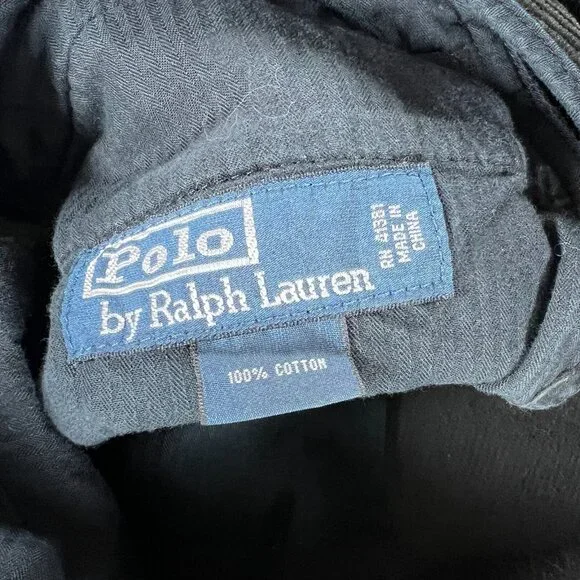 Polo
by Ralph Lauren
RN 41381
MADE IN
CHINA
100% COTTON